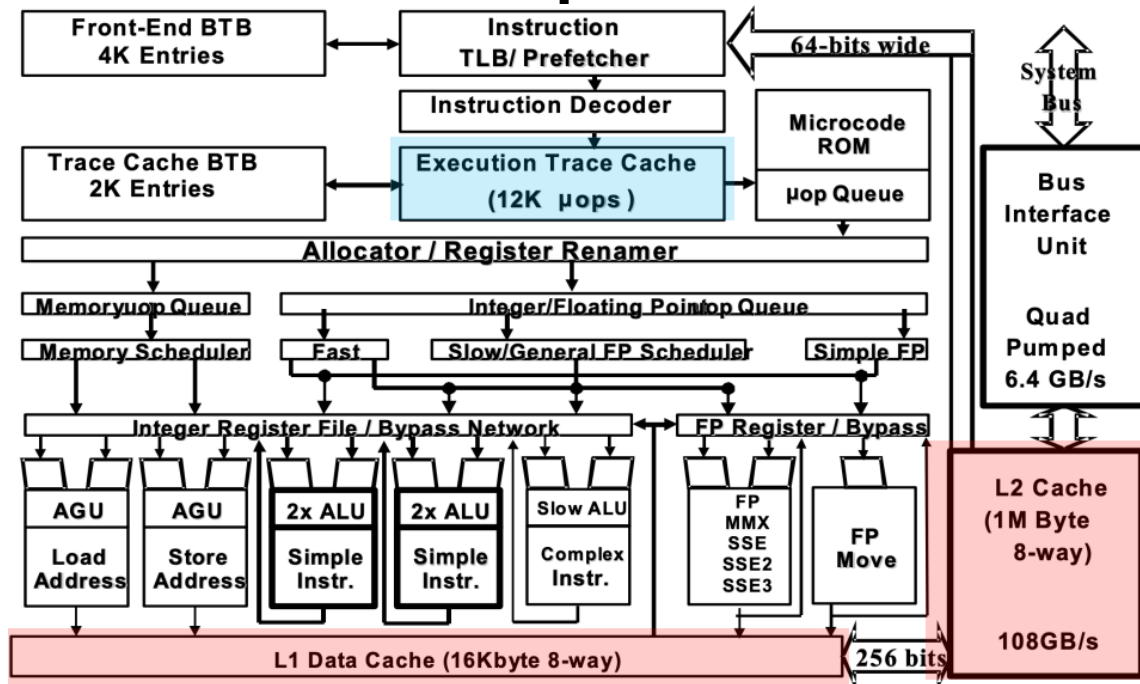 Front-End BTB
4K Entries
Instruction
TLB/ Prefetcher
64-bits wide
System
Bus
Instruction Decoder
Microcode
ROM
Trace Cache BTB
2K Entries
Execution Trace Cache
(12K µops )
µop Queue
Bus
Interface
Unit
Quad
Pumped
6.4 GB/s
Allocator / Register Renamer
Memory uop Queue
Integer/Floating Point uop Queue
Memory Scheduler
Fast
Slow/General FP Scheduler
Simple FP
Integer Register File / Bypass Network
FP Register / Bypass
AGU
Load
Address
AGU
Store
Address
2x ALU
Simple
Instr.
2x ALU
Simple
Instr.
Slow ALU
Complex
Instr.
FP
MMX
SSE
SSE2
SSE3
FP
Move
L2 Cache
(1M Byte
8-way)
108GB/s
L1 Data Cache (16Kbyte 8-way)
256 bits